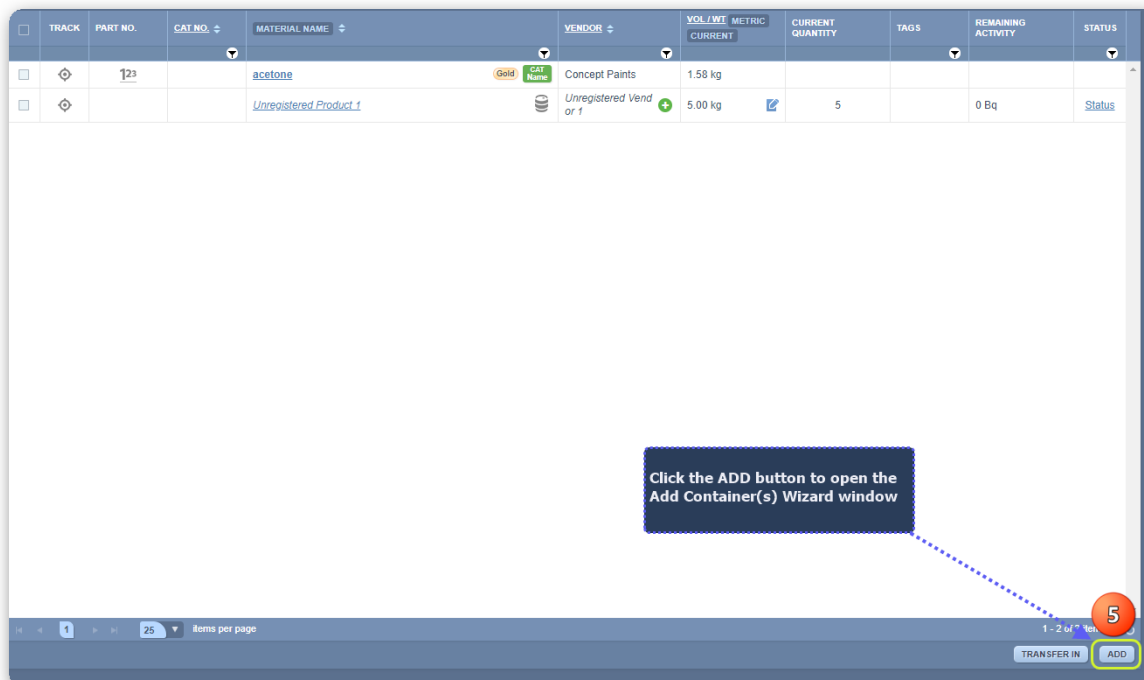 TRACK PART NO. CAT NO. MATERIAL NAME VENDOR VOL / WT METRIC CURRENT CURRENT QUANTITY TAGS REMAINING ACTIVITY STATUS
123 acetone Gold CAT Name Concept Paints 1.58 kg
Unregistered Product 1 Unregistered Vend or 1 5.00 kg 5 0 Bq Status
Click the ADD button to open the
Add Container(s) Wizard window
5
1 25 items per page 1 - 2 of
TRANSFER IN ADD